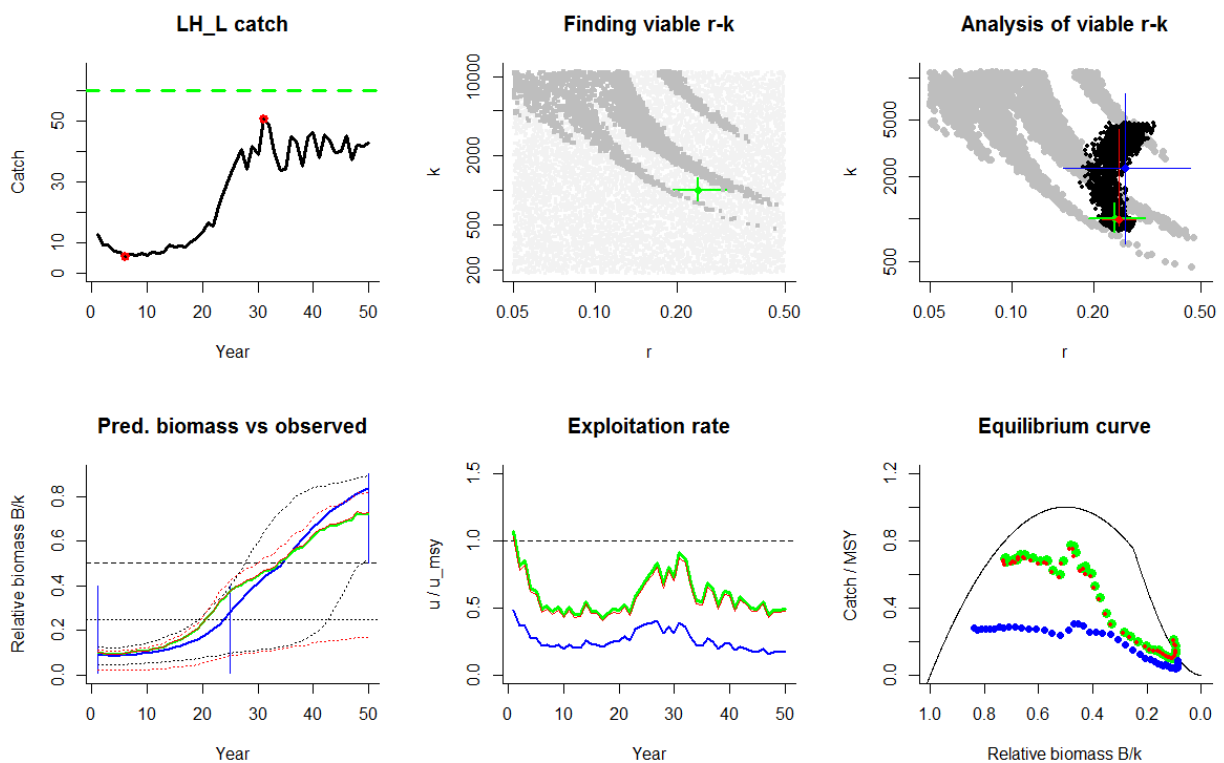 LH_L catch
Catch
0 10 30 50
0 10 20 30 40 50
Year
Finding viable r-k
k
200 500 2000 10000
0.05 0.10 0.20 0.50
r
Analysis of viable r-k
k
500 2000 5000
0.05 0.10 0.20 0.50
r
Pred. biomass vs observed
Relative biomass B/k
0.0 0.2 0.4 0.6 0.8
0 10 20 30 40 50
Year
Exploitation rate
u / u_msy
0.0 0.5 1.0 1.5
0 10 20 30 40 50
Year
Equilibrium curve
Catch / MSY
0.0 0.4 0.8 1.2
1.0 0.8 0.6 0.4 0.2 0.0
Relative biomass B/k